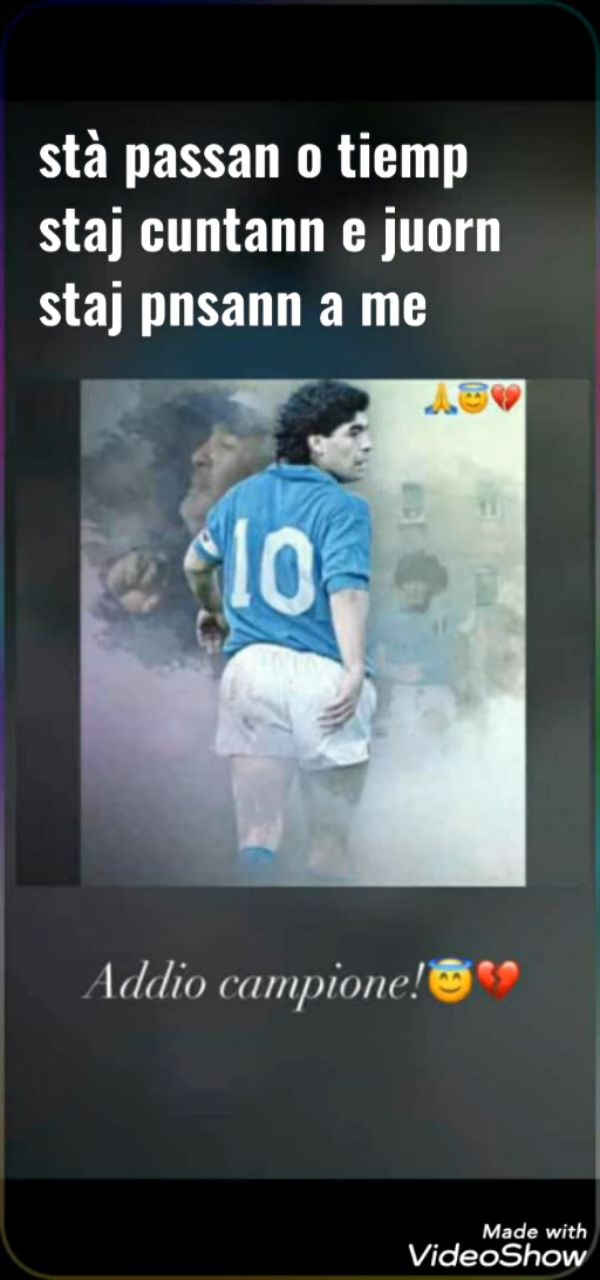 stà passan o tiemp
staj cuntann e juorn
staj pnsann a me
🙏😇💔
10
Addio campione!😇💔
Made with
VideoShow